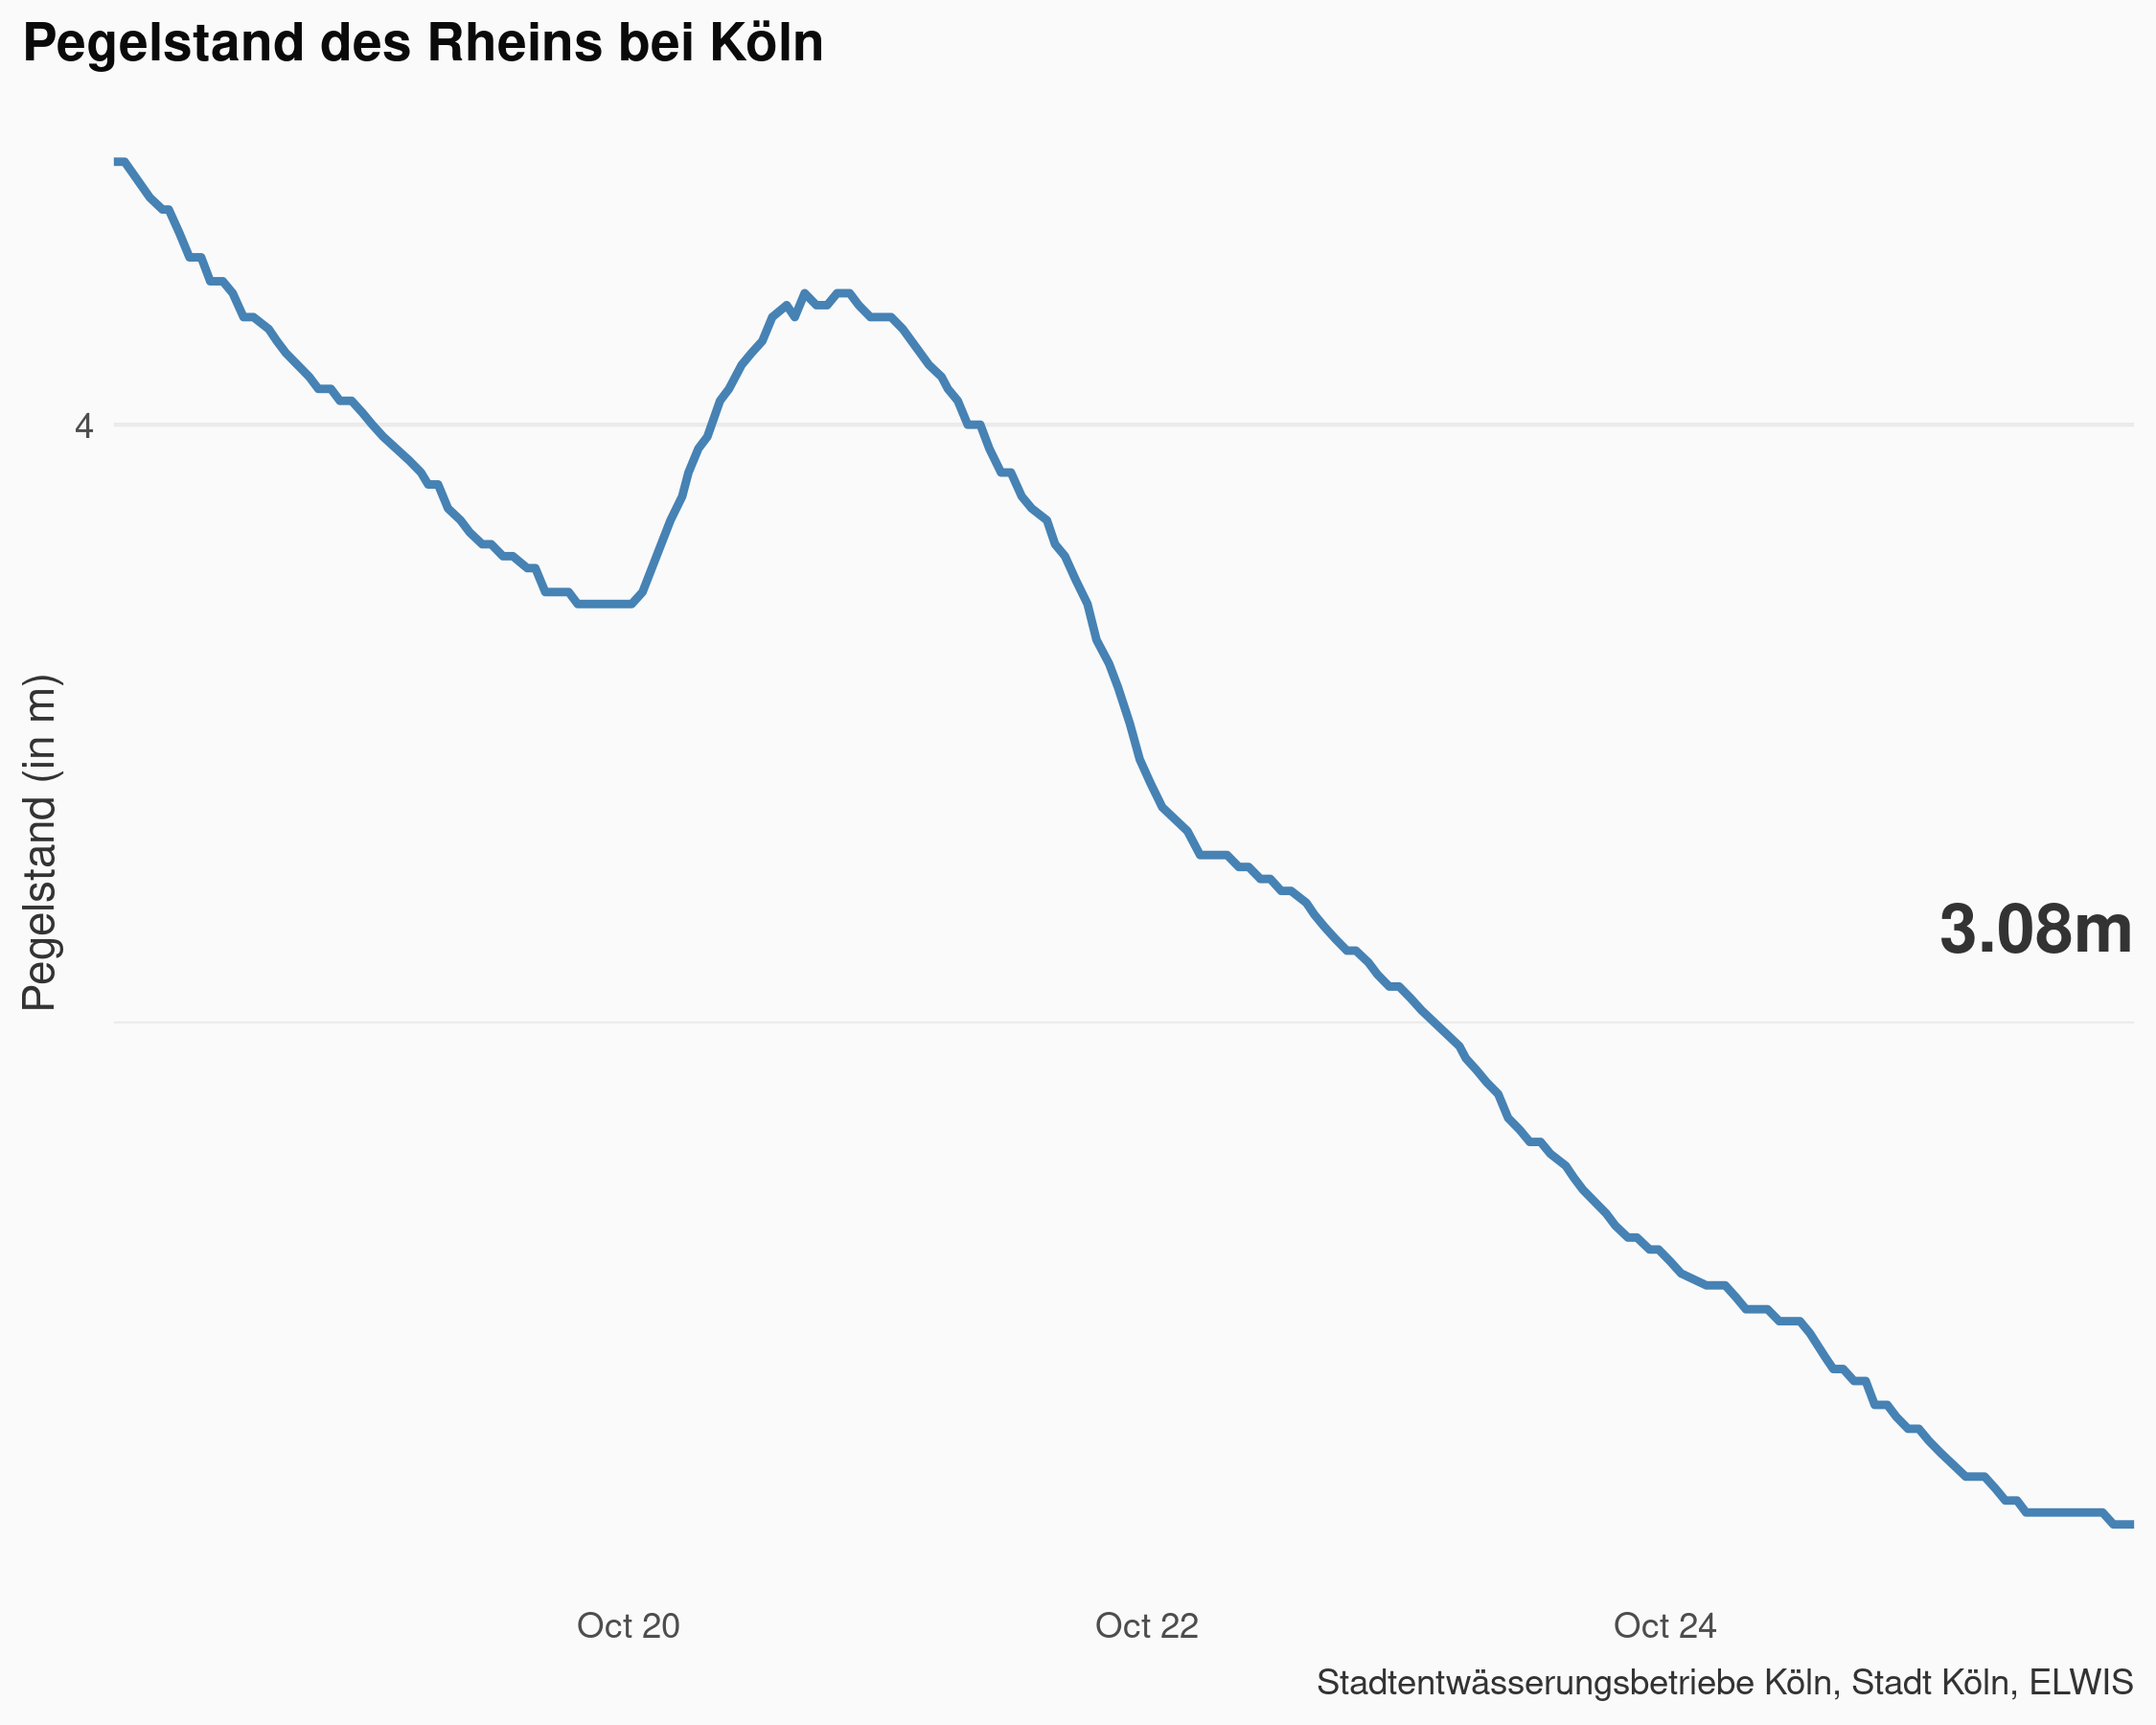 Pegelstand des Rheins bei Köln
4
Pegelstand (in m)
3.08m
Oct 20
Oct 22
Oct 24
Stadtentwässerungsbetriebe Köln, Stadt Köln, ELWIS